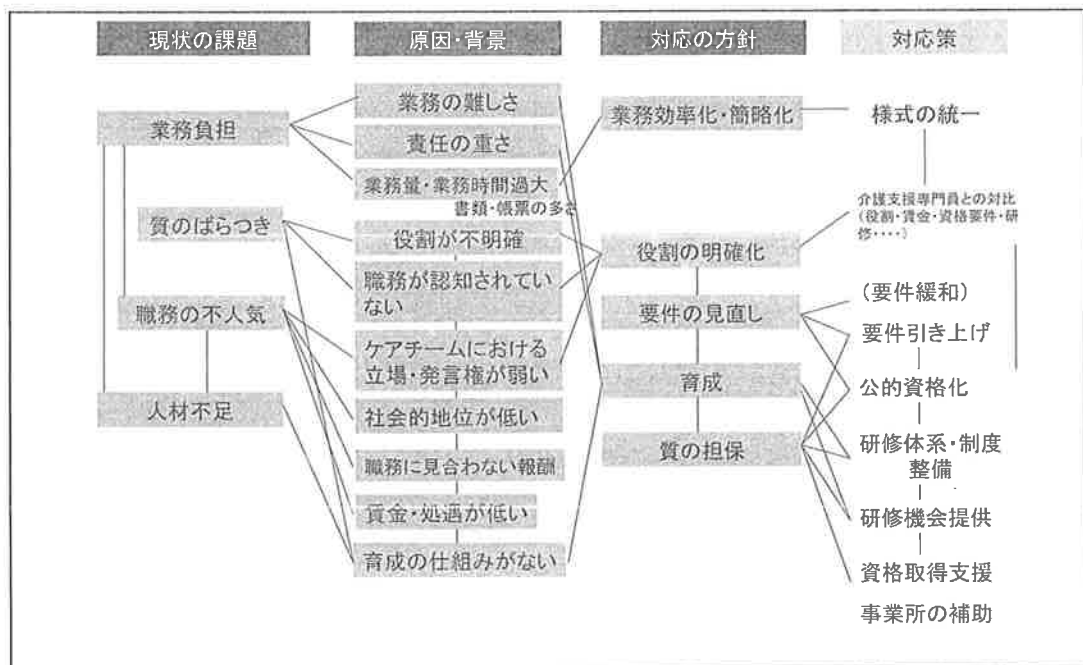 現状の課題
業務負担
質のばらつき
職務の不人気
人材不足
原因・背景
業務の難しさ
責任の重さ
業務量・業務時間過大
書類・帳票の多さ
役割が不明確
職務が認知されてい
ない
ケアチームにおける
立場・発言権が弱い
社会的地位が低い
職務に見合わない報酬
賃金・処遇が低い
育成の仕組みがない
対応の方針
業務効率化・簡略化
役割の明確化
要件の見直し
育成
質の担保
対応策
様式の統一
介護支援専門員との対比
（役割・賃金・資格要件・研
修・・・・）
（要件緩和）
要件引き上げ
公的資格化
研修体系・制度
整備
研修機会提供
資格取得支援
事業所の補助